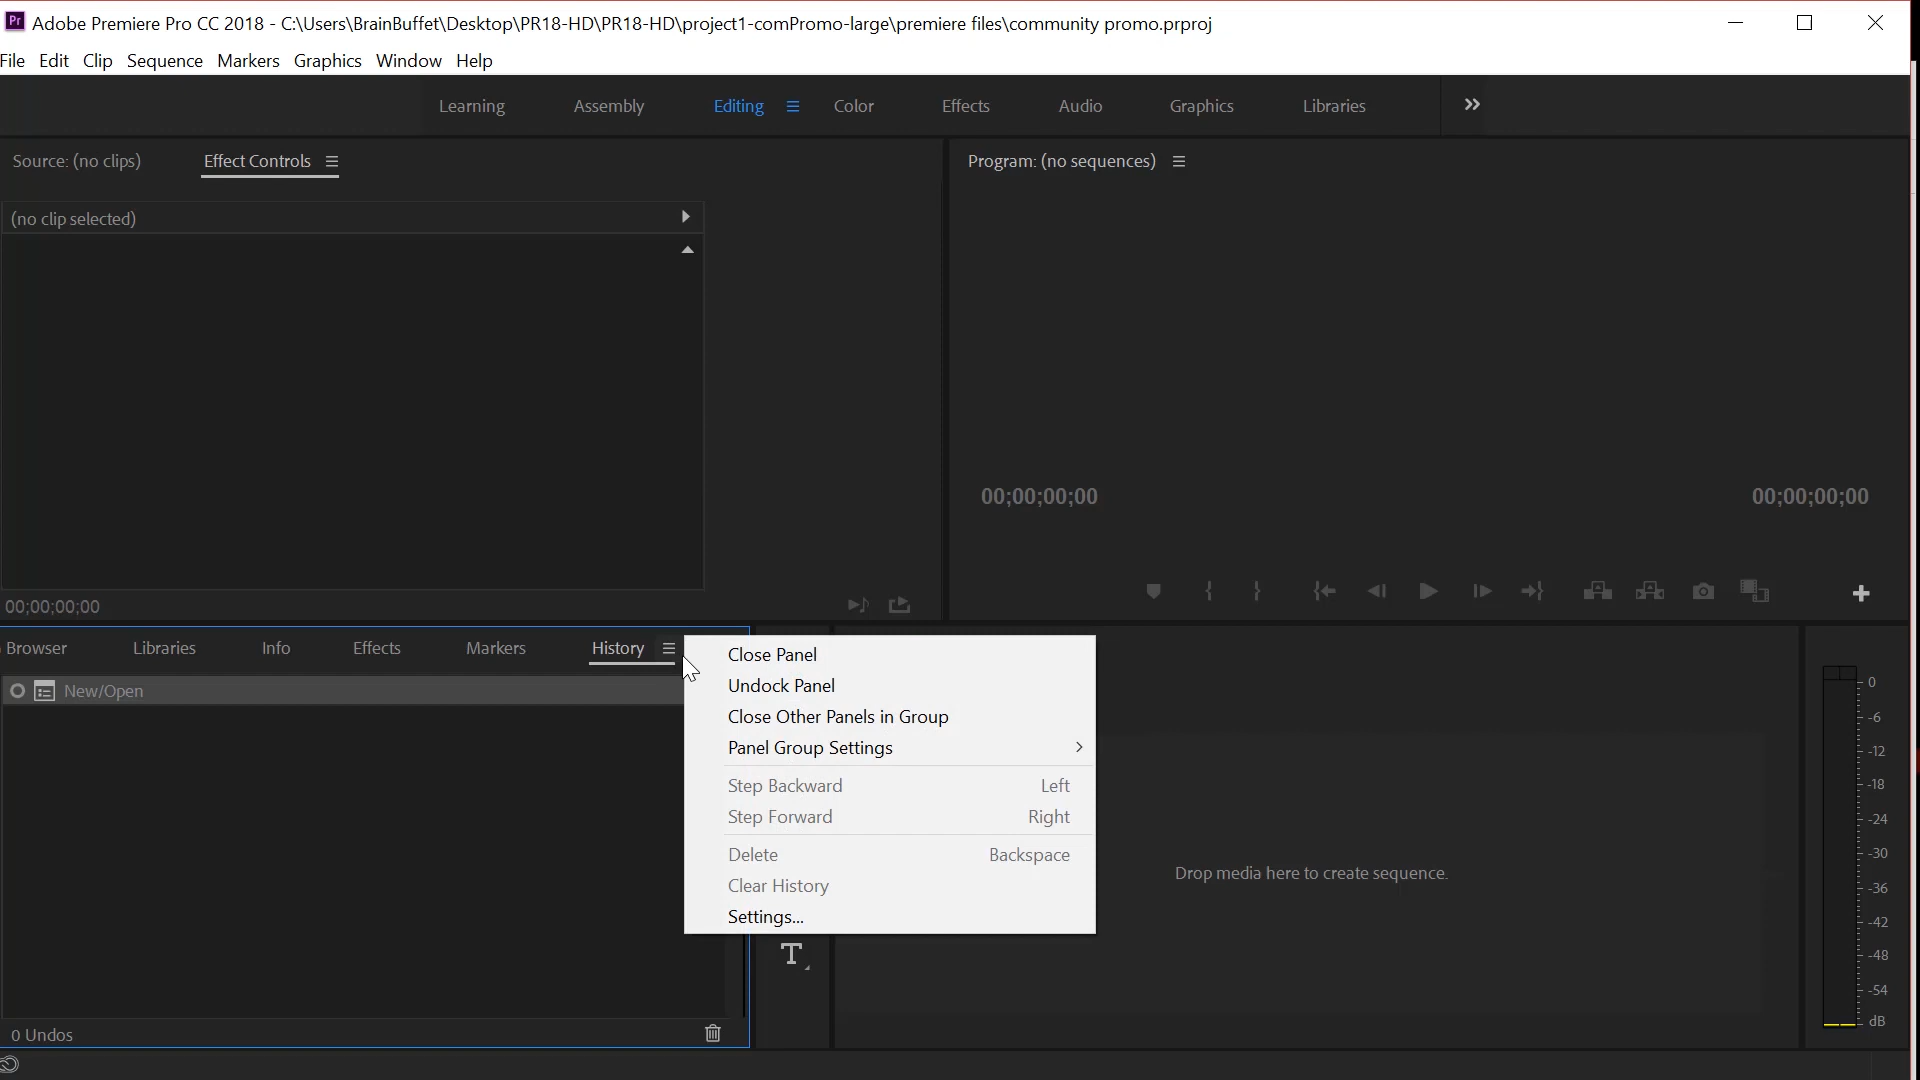 Pr Adobe Premiere Pro CC 2018 - C:\Users\BrainBuffet\Desktop\PR18-HD\PR18-HD\project1-comPromo-large\premiere files\community promo.prproj
File Edit Clip Sequence Markers Graphics Window Help
Learning Assembly Editing Color Effects Audio Graphics Libraries
Source: (no clips) Effect Controls Program: (no sequences)
(no clip selected)
00;00;00;00 00;00;00;00
00;00;00;00
Browser Libraries Info Effects Markers History
New/Open
Close Panel
Undock Panel
Close Other Panels in Group
Panel Group Settings
Step Backward Left
Step Forward Right
Delete Backspace
Clear History
Settings...
Drop media here to create sequence.
T
0
-6
-12
-18
-24
-30
-36
-42
-48
-54
dB
0 Undos